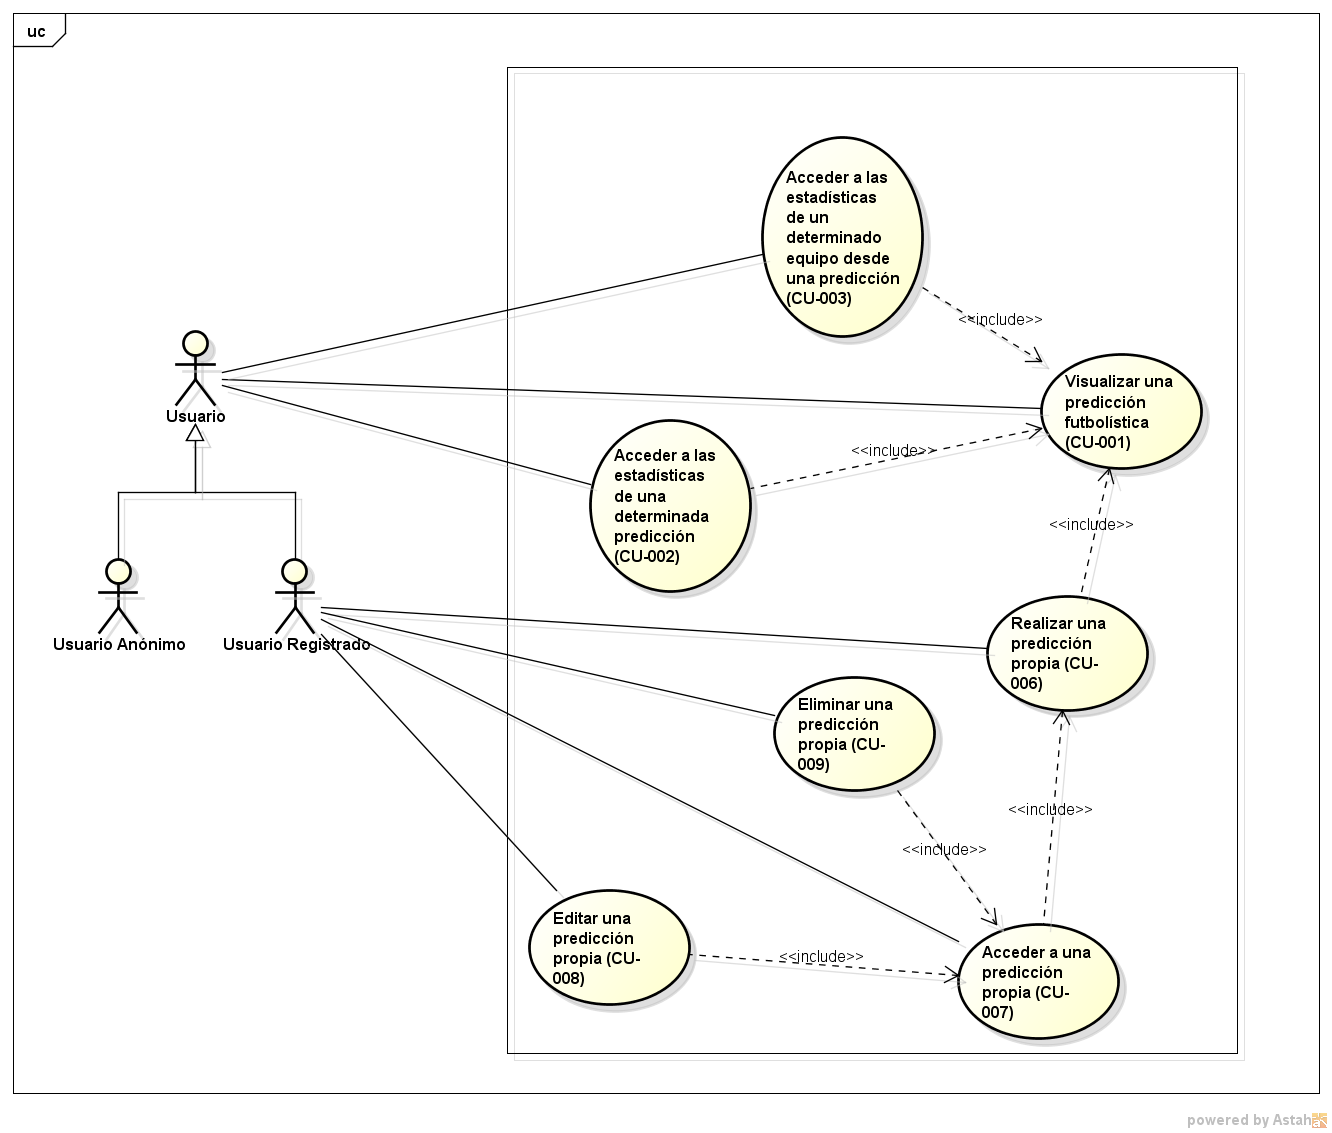 uc
Acceder a las
estadísticas
de un
determinado
equipo desde
una predicción
(CU-003)
<<include>>
Usuario
Visualizar una
predicción
futbolística
(CU-001)
<<include>>
Acceder a las
estadísticas
de una
determinada
predicción
(CU-002)
<<include>>
Usuario Anónimo
Usuario Registrado
Realizar una
predicción
propia (CU-
006)
Eliminar una
predicción
propia (CU-
009)
<<include>>
<<include>>
Editar una
predicción
propia (CU-
008)
<<include>>
Acceder a una
predicción
propia (CU-
007)
powered by Astah